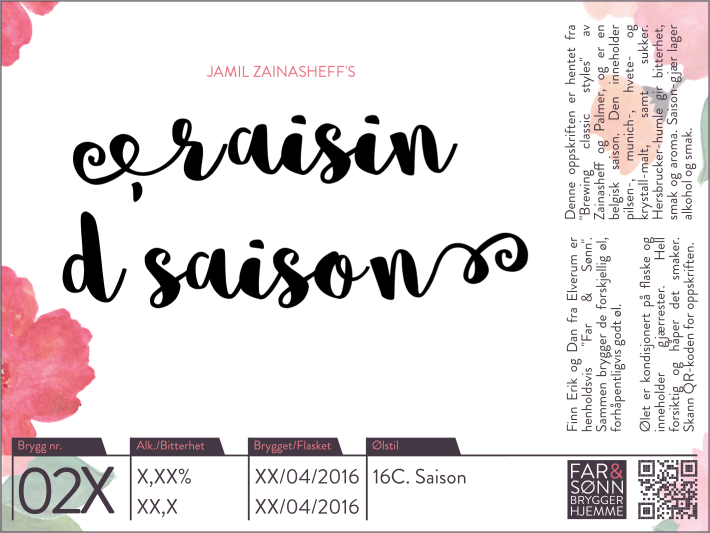 JAMIL ZAINASHEFF'S
raisin
d'saison
Denne oppskriften er hentet fra
"Brewing classic styles" av
Zainasheff og Palmer, og er en
belgisk saison. Den inneholder
pilsen-, munich-, hvete- og
krystall-malt, samt sukker.
Hersbrucker-humle gir bitterhet,
smak og aroma. Saison-gjær lager
alkohol og smak.
Finn Erik og Dan fra Elverum er
henholdsvis "Far & Sønn".
Sammen brygger de forskjellig øl,
forhåpentligvis godt øl.
Ølet er kondisjonert på flaske og
inneholder gjærrester. Hell
forsiktig og håper det smaker.
Skann QR-koden for oppskriften.
Brygg nr.
02X
Alk./Bitterhet
X,XX%
XX,X
Brygget/Flasket
XX/04/2016
XX/04/2016
Ølstil
16C. Saison
FAR&
SØNN
BRYGGER
HJEMME